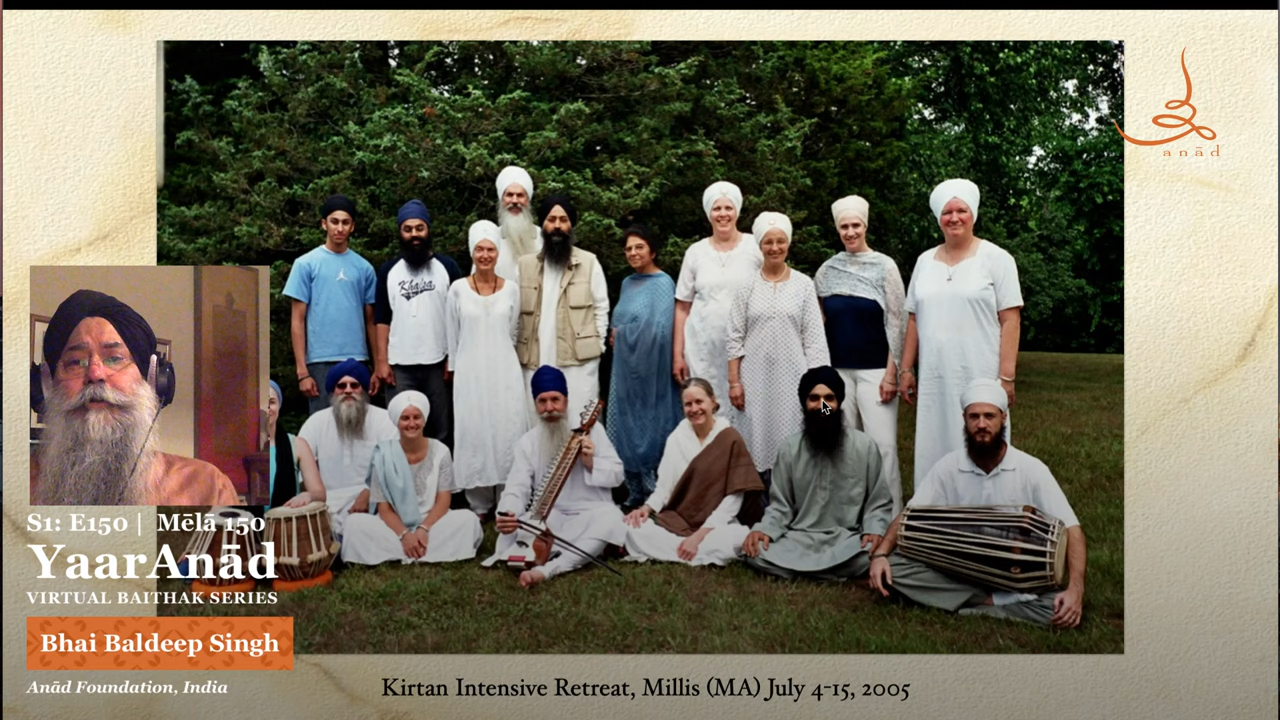 anād
Khalsa
S1: E150 | Mēlā 150
YaarAnād
VIRTUAL BAITHAK SERIES
Bhai Baldeep Singh
Anād Foundation, India
Kirtan Intensive Retreat, Millis (MA) July 4-15, 2005